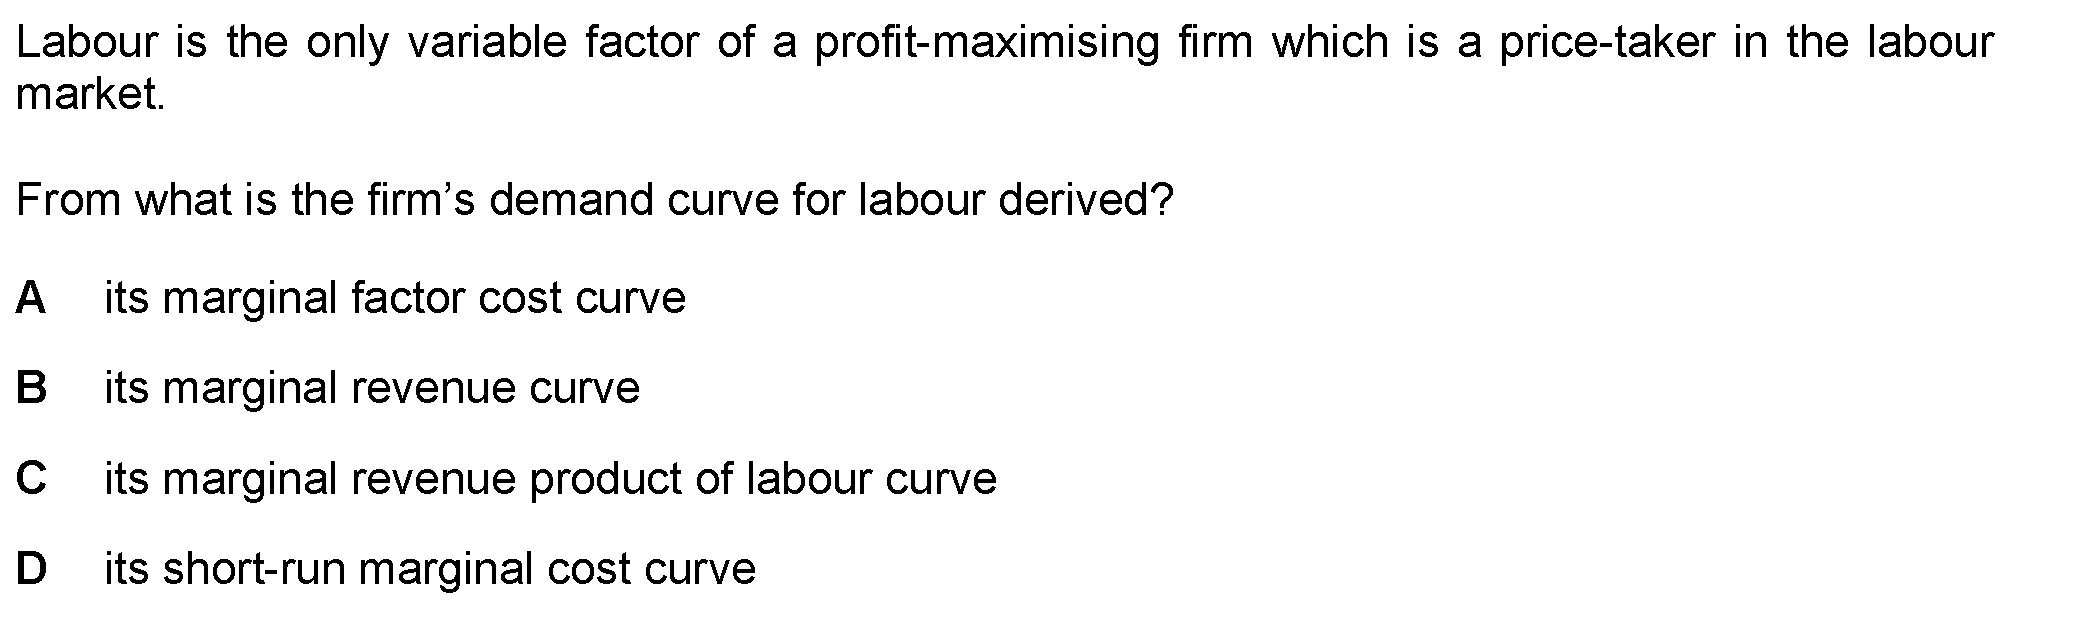 Labour is the only variable factor of a profit-maximising firm which is a price-taker in the labour
market.
From what is the firm’s demand curve for labour derived?
A its marginal factor cost curve
B its marginal revenue curve
C its marginal revenue product of labour curve
D its short-run marginal cost curve